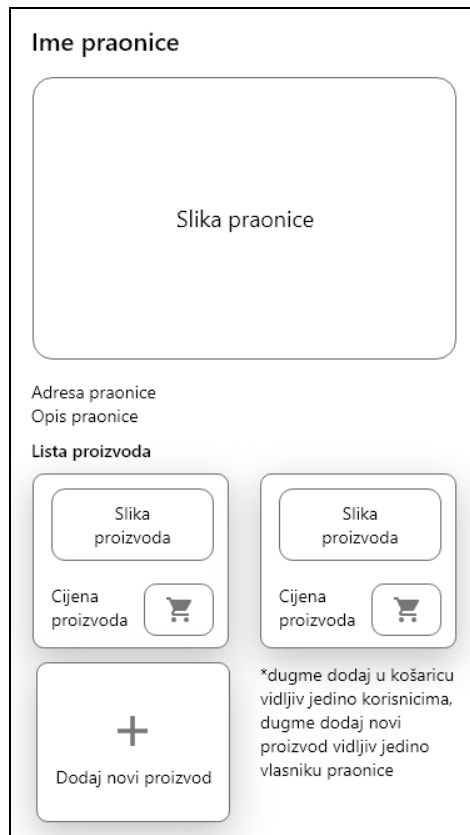 Ime praonice
Slika praonice
Adresa praonice
Opis praonice
Lista proizvoda
Slika
proizvoda
Cijena
proizvoda
Slika
proizvoda
Cijena
proizvoda
Dodaj novi proizvod
*dugme dodaj u košaricu
vidljiv jedino korisnicima,
dugme dodaj novi
proizvod vidljiv jedino
vlasniku praonice